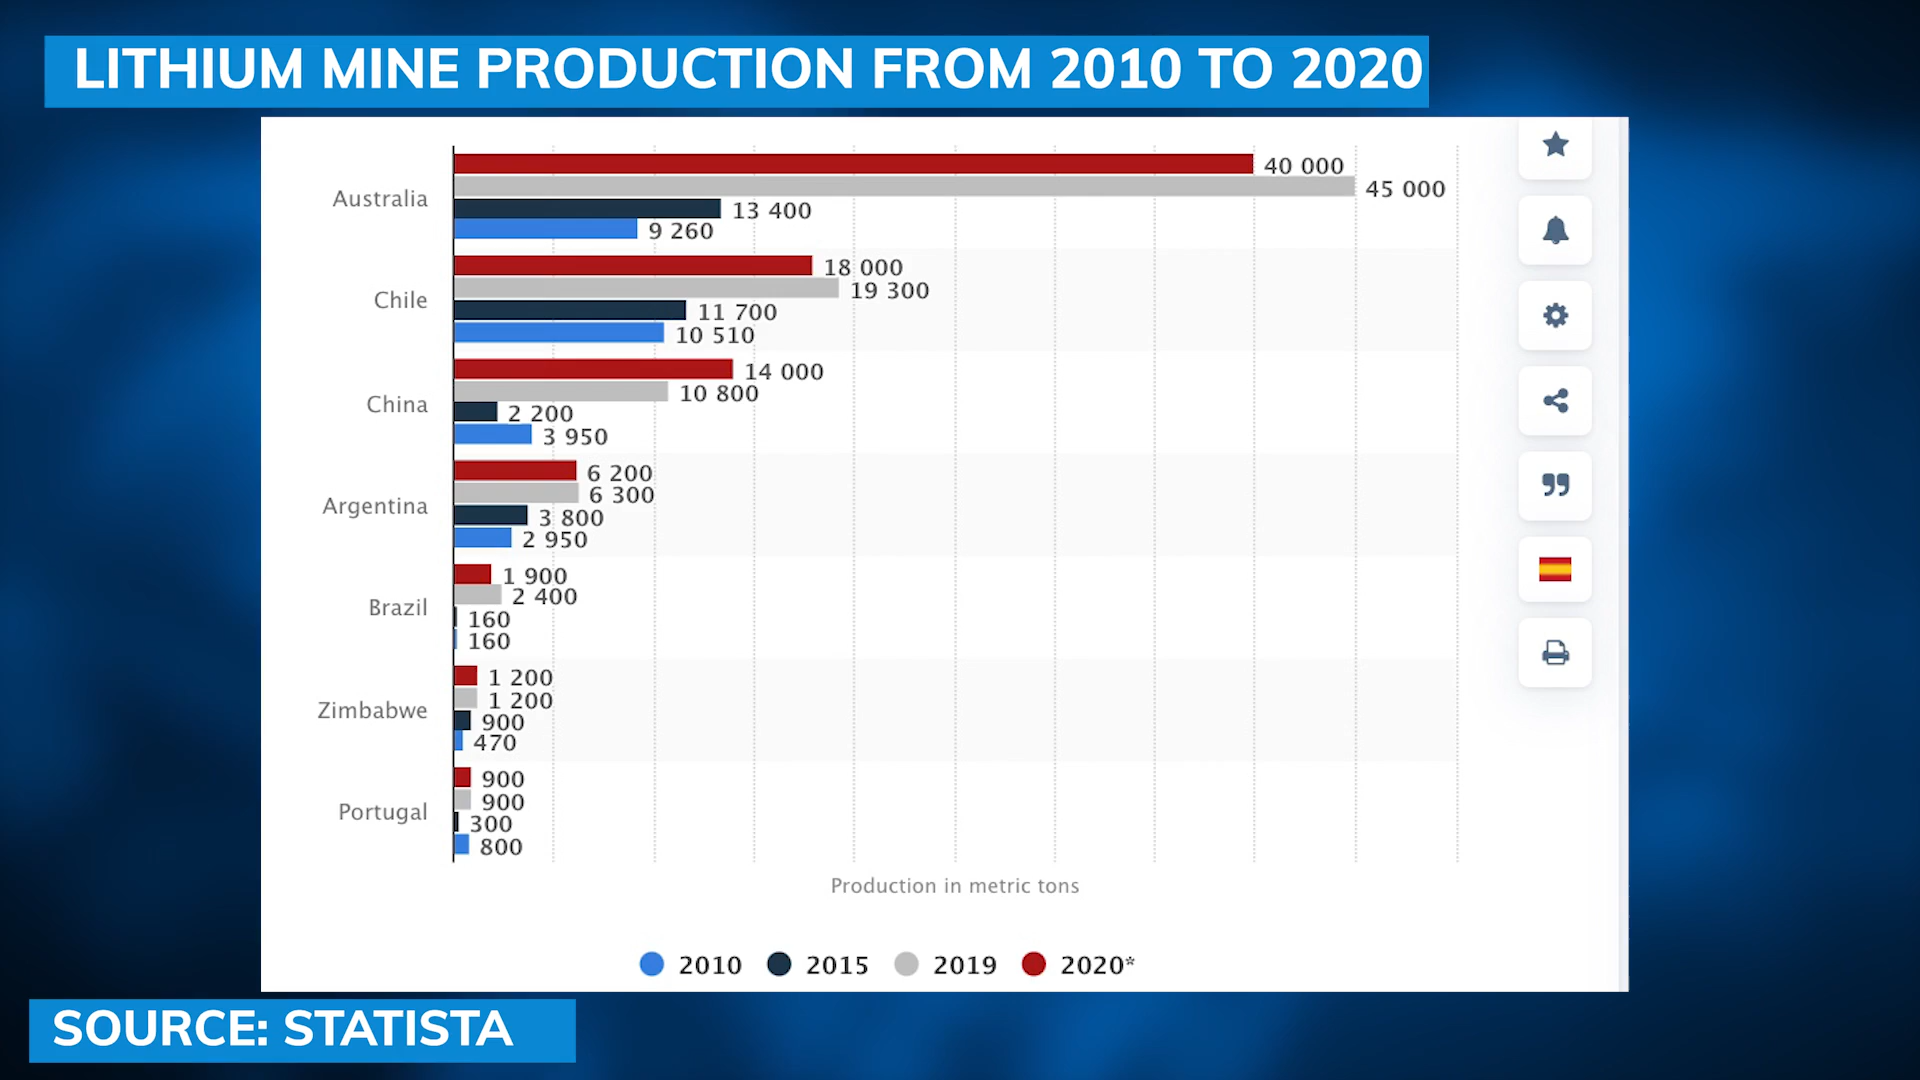 LITHIUM MINE PRODUCTION FROM 2010 TO 2020
Australia
40 000
45 000
13 400
9 260
Chile
18 000
19 300
11 700
10 510
China
14 000
10 800
2 200
3 950
Argentina
6 200
6 300
3 800
2 950
Brazil
1 900
2 400
160
160
Zimbabwe
1 200
1 200
900
470
Portugal
900
900
300
800
Production in metric tons
2010 2015 2019 2020*
SOURCE: STATISTA